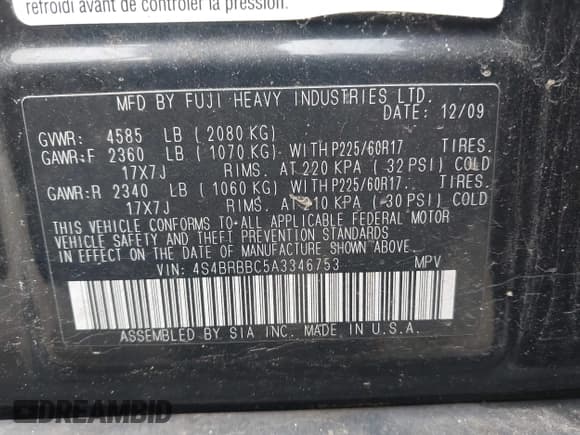 refroidi avant de contrôler la pression.
MFD BY FUJI HEAVY INDUSTRIES LTD.
DATE: 12/09
GVWR: 4585 LB (2080 KG)
GAWR:F 2360 LB (1070 KG) WITH P225/60R17 TIRES.
17X7J RIMS. AT 220 KPA (32 PSI) COLD
GAWR:R 2340 LB (1060 KG) WITH P225/60R17 TIRES.
17X7J RIMS. AT 210 KPA (30 PSI) COLD
THIS VEHICLE CONFORMS TO ALL APPLICABLE FEDERAL MOTOR
VEHICLE SAFETY AND THEFT PREVENTION STANDARDS
IN EFFECT ON THE DATE OF MANUFACTURE SHOWN ABOVE.
VIN: 4S4BRBBC5A3346753 MPV
ASSEMBLED BY SIA INC. MADE IN U.S.A.
DREAMBID